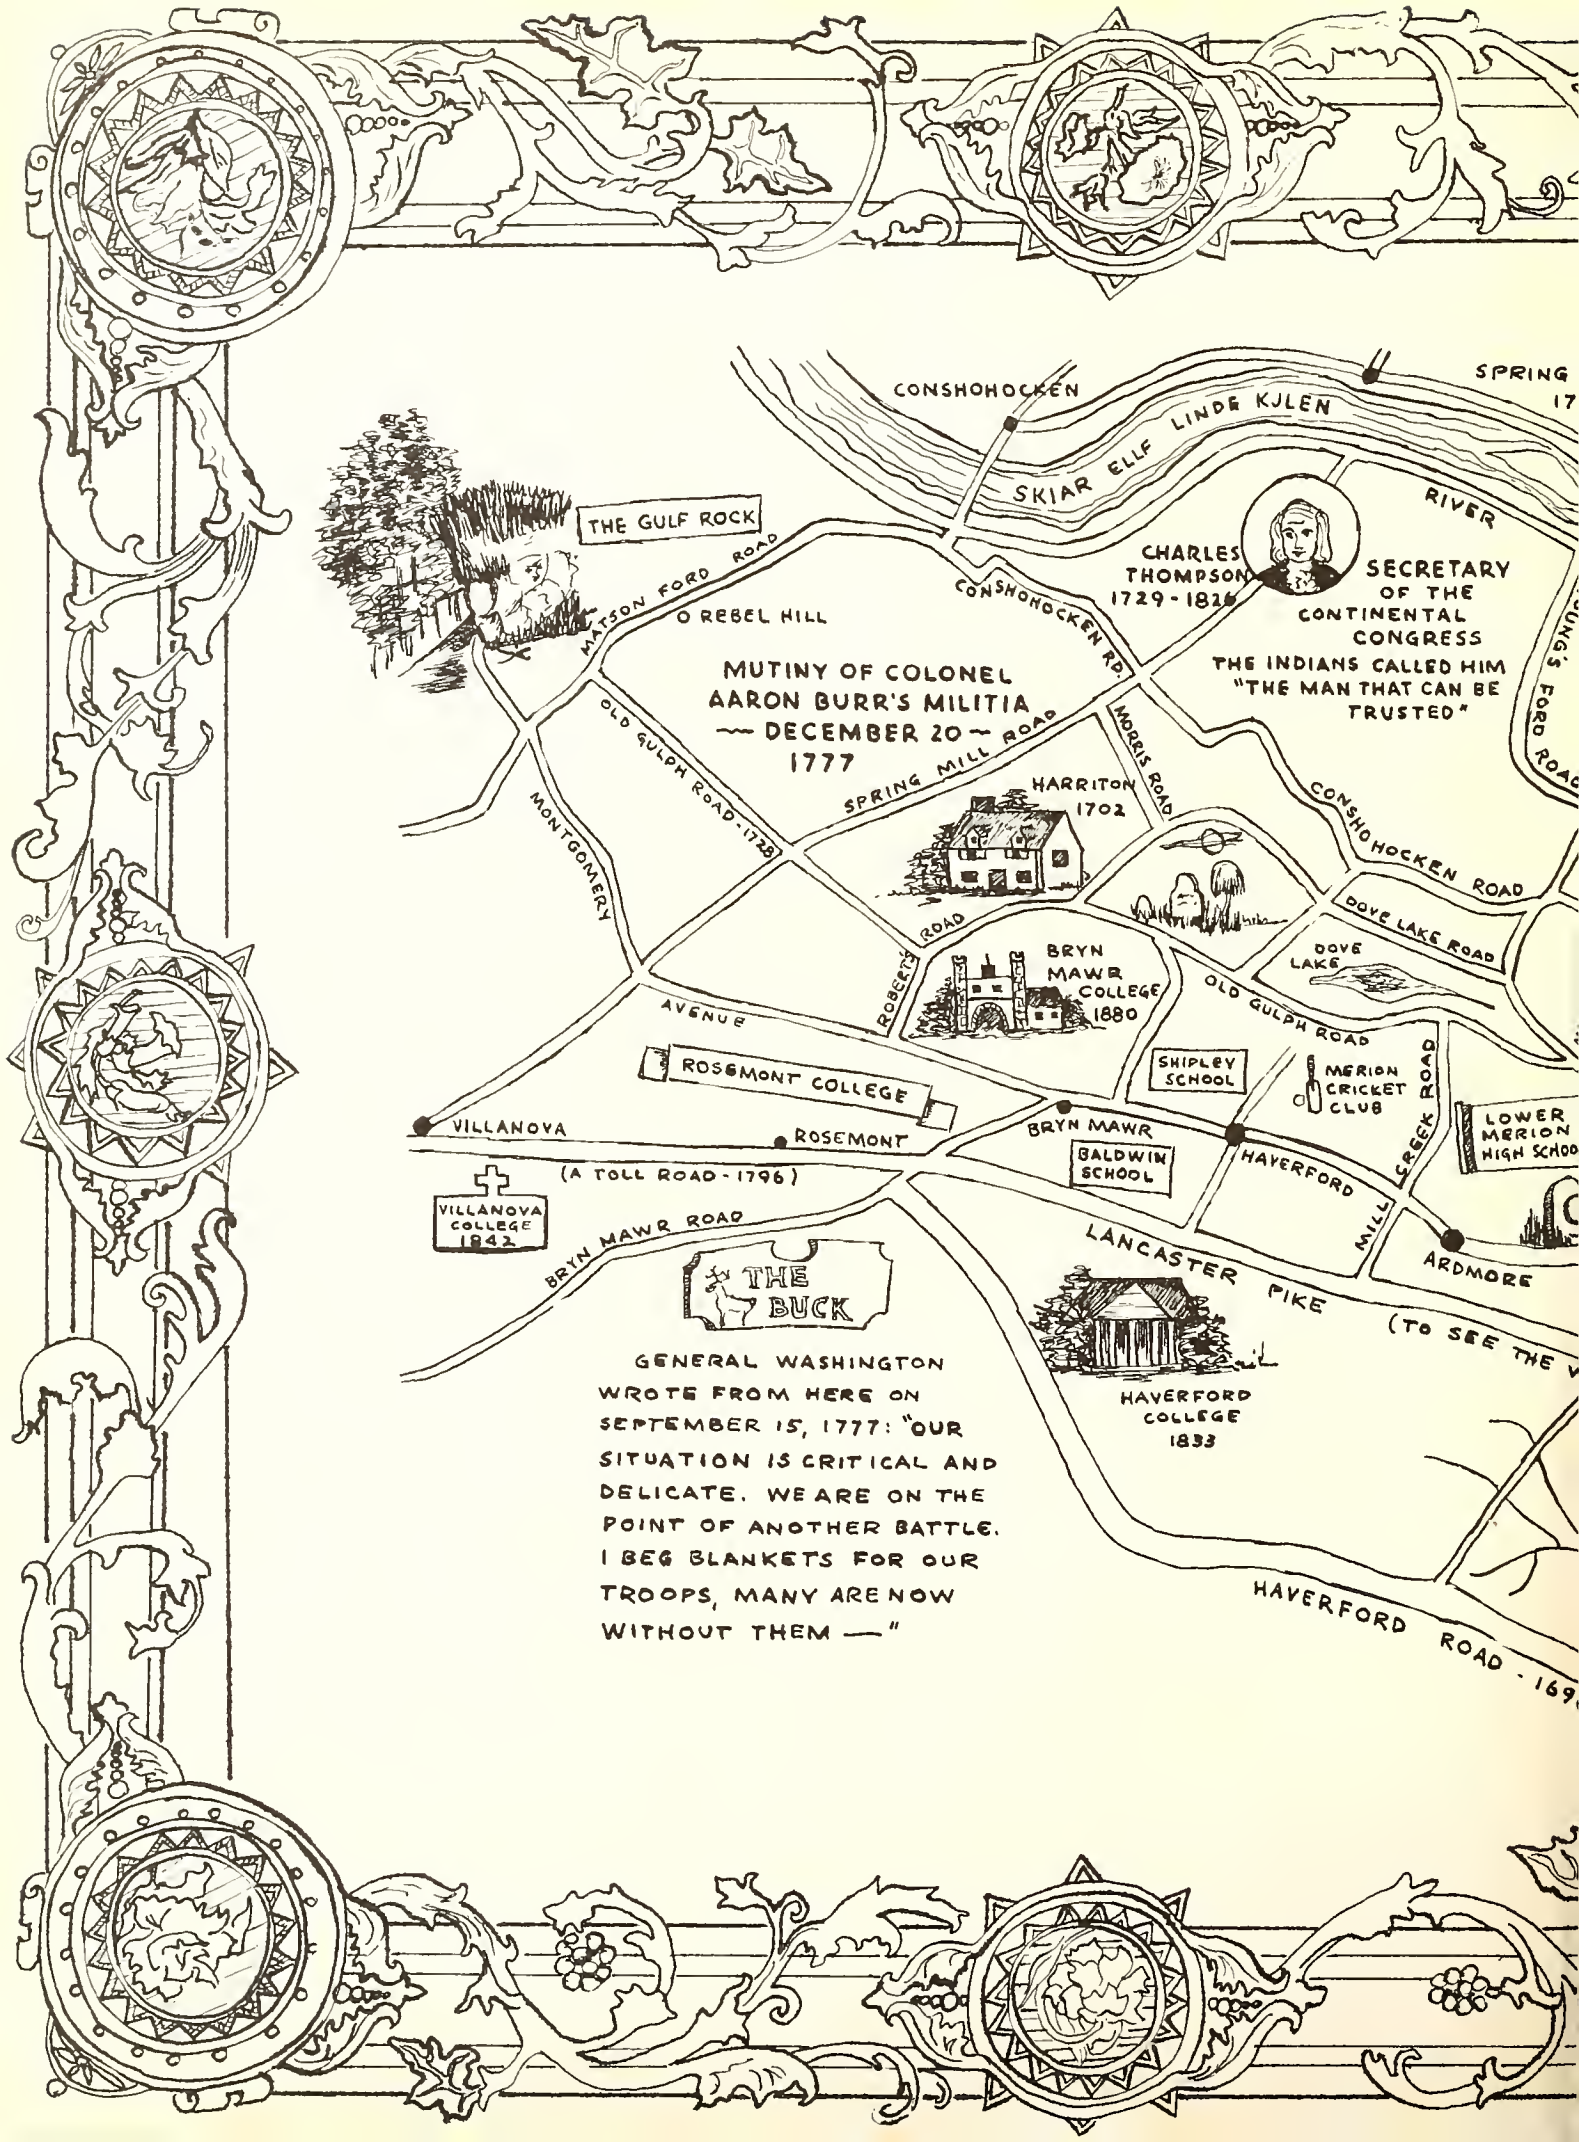 CONSHOHOCKEN
SPRING
17
SKIAR ELLF LINDE KJLEN
RIVER
THE GULF ROCK
MATSON FORD ROAD
O REBEL HILL
CONSHOHOCKEN RD.
CHARLES
THOMPSON
1729-1826
SECRETARY
OF THE
CONTINENTAL
CONGRESS
THE INDIANS CALLED HIM
"THE MAN THAT CAN BE
TRUSTED"
FORD ROAD
MUTINY OF COLONEL
AARON BURR'S MILITIA
— DECEMBER 20 —
1777
OLD GULPH ROAD-1728
SPRING MILL ROAD
MORRIS ROAD
HARRITON
1702
MONTGOMERY
AVENUE
CONSHOHOCKEN ROAD
DOVE LAKE ROAD
DOVE
LAKE
ROBERT'S ROAD
BRYN
MAWR
COLLEGE
1880
OLD GULPH ROAD
ROSEMONT COLLEGE
SHIPLEY
SCHOOL
MERION
CRICKET
CLUB
MILL CREEK ROAD
LOWER
MERION
HIGH SCHOO
VILLANOVA
ROSEMONT
BRYN MAWR
BALDWIN
SCHOOL
HAVERFORD
(A TOLL ROAD-1796)
VILLANOVA
COLLEGE
1842
BRYN MAWR ROAD
ARDMORE
LANCASTER PIKE
(TO SEE THE
THE
BUCK
HAVERFORD
COLLEGE
1833
GENERAL WASHINGTON
WROTE FROM HERE ON
SEPTEMBER 15, 1777: "OUR
SITUATION IS CRITICAL AND
DELICATE. WE ARE ON THE
POINT OF ANOTHER BATTLE.
I BEG BLANKETS FOR OUR
TROOPS, MANY ARE NOW
WITHOUT THEM —"
HAVERFORD ROAD - 169